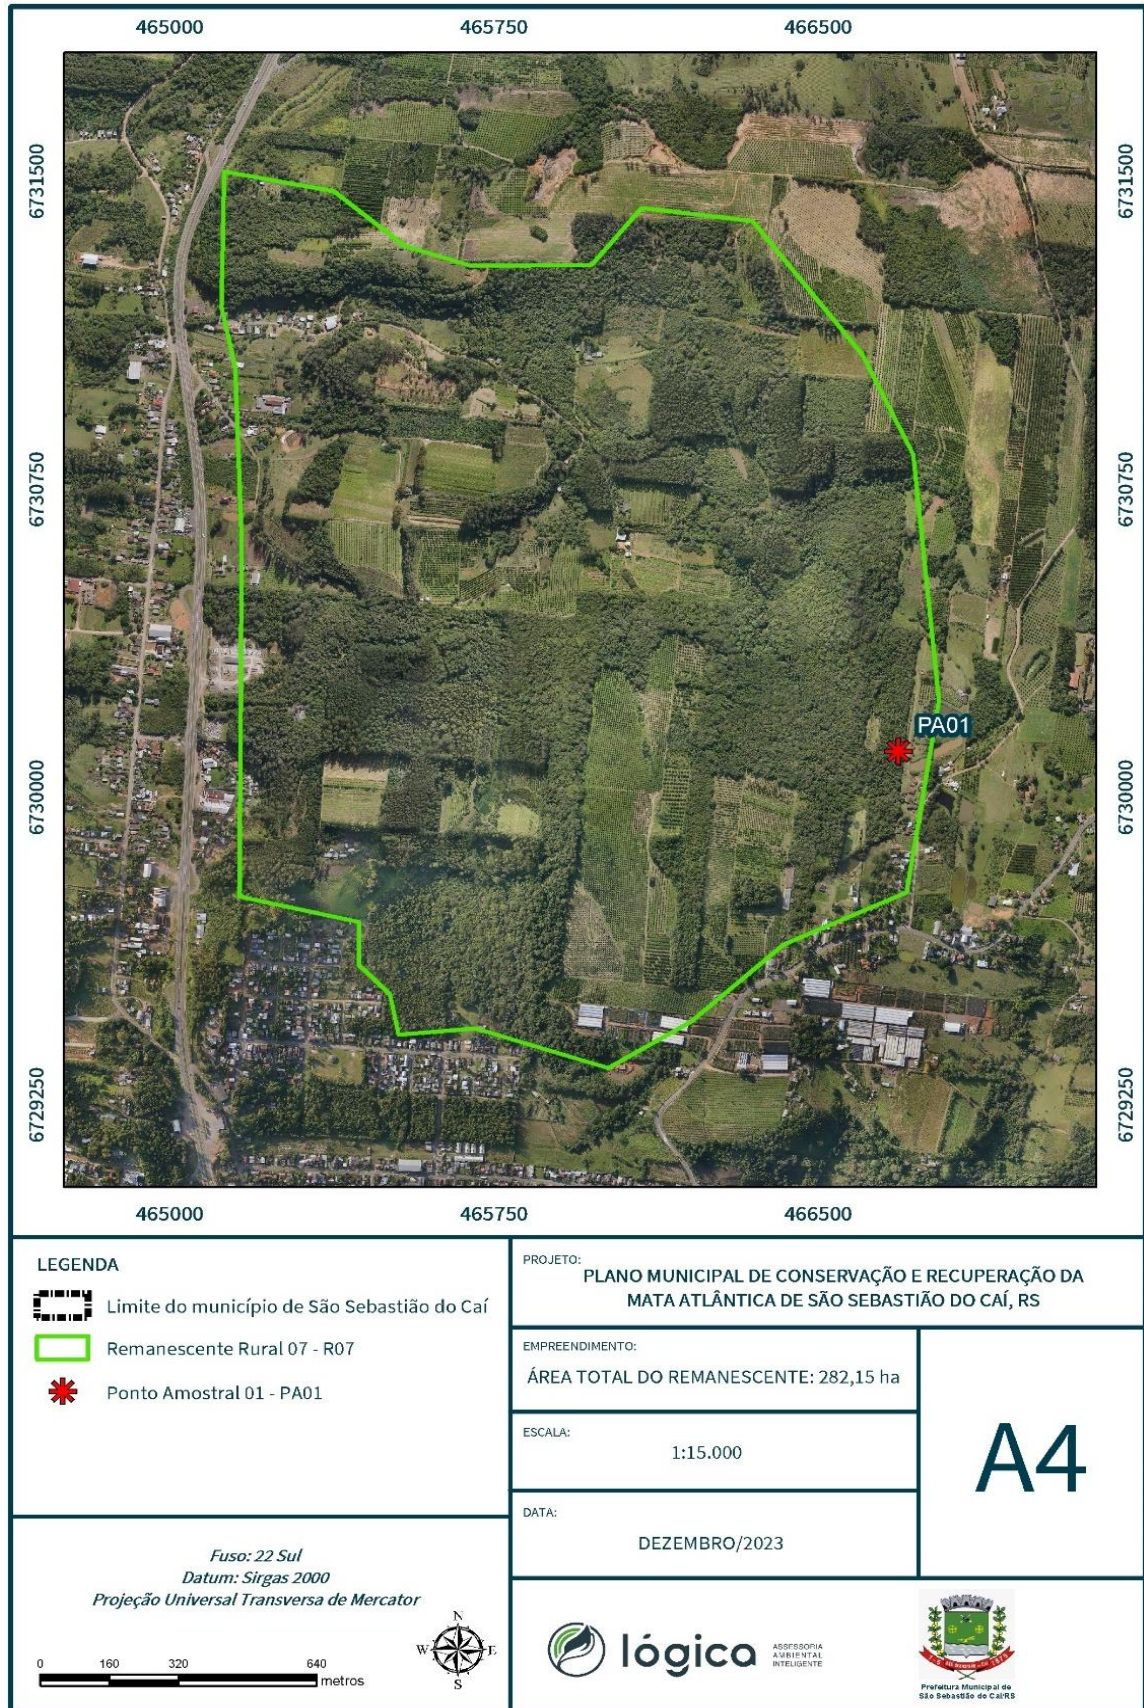 465000 465750 466500
6731500 6731500
6730750 6730750
PA01
6730000 6730000
6729250 6729250
465000 465750 466500
LEGENDA
Limite do município de São Sebastião do Caí
Remanescente Rural 07 - R07
Ponto Amostral 01 - PA01
Fuso: 22 Sul
Datum: Sirgas 2000
Projeção Universal Transversa de Mercator
N
W E
S
0 160 320 640
metros
PROJETO:
PLANO MUNICIPAL DE CONSERVAÇÃO E RECUPERAÇÃO DA
MATA ATLÂNTICA DE SÃO SEBASTIÃO DO CAÍ, RS
EMPREENDIMENTO:
ÁREA TOTAL DO REMANESCENTE: 282,15 ha
ESCALA:
1:15.000
DATA:
DEZEMBRO/2023
A4
lógica
ASSESSORIA
AMBIENTAL
INTELIGENTE
Prefeitura Municipal de
São Sebastião do Caí/RS